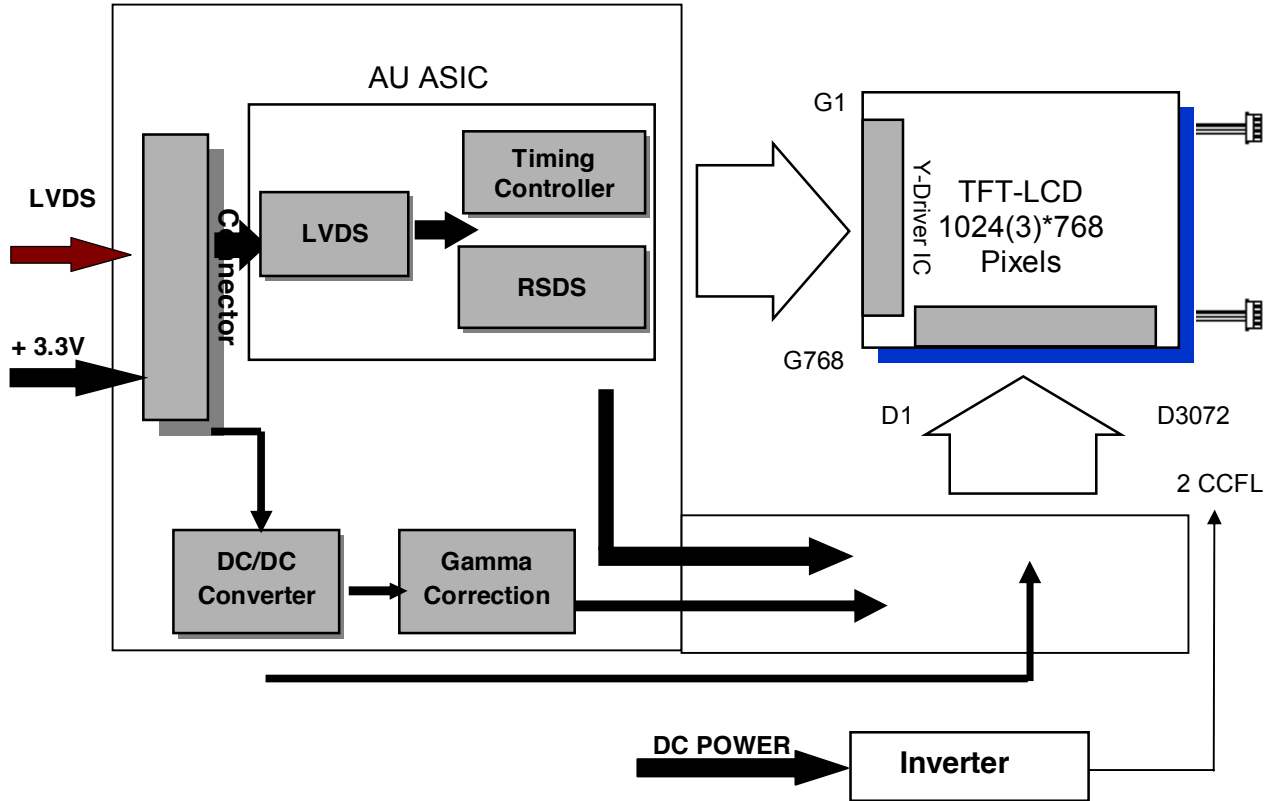 AU ASIC
LVDS
+ 3.3V
Connector
LVDS
Timing
Controller
RSDS
DC/DC
Converter
Gamma
Correction
G1
Y-Driver IC
TFT-LCD
1024(3)*768
Pixels
G768
D1
D3072
2 CCFL
DC POWER
Inverter